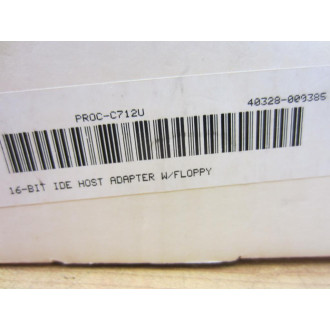 PROC-C712U 40328-009385
16-BIT IDE HOST ADAPTER W/FLOPPY